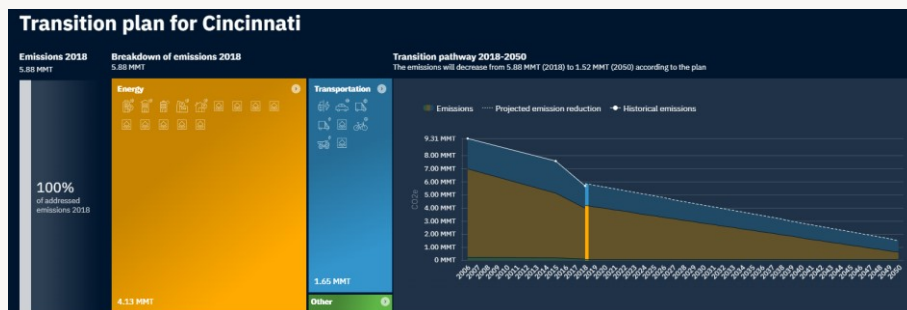 Transition plan for Cincinnati
Emissions 2018
5.88 MMT
Breakdown of emissions 2018
5.88 MMT
Transition pathway 2018-2050
The emissions will decrease from 5.88 MMT (2018) to 1.52 MMT (2050) according to the plan
100%
of addressed
emissions 2018
Energy
4.13 MMT
Transportation
1.65 MMT
Other
Emissions
Projected emission reduction
Historical emissions
CO2e
9.31 MMT
8.00 MMT
7.00 MMT
6.00 MMT
5.00 MMT
4.00 MMT
3.00 MMT
2.00 MMT
1.00 MMT
0 MMT